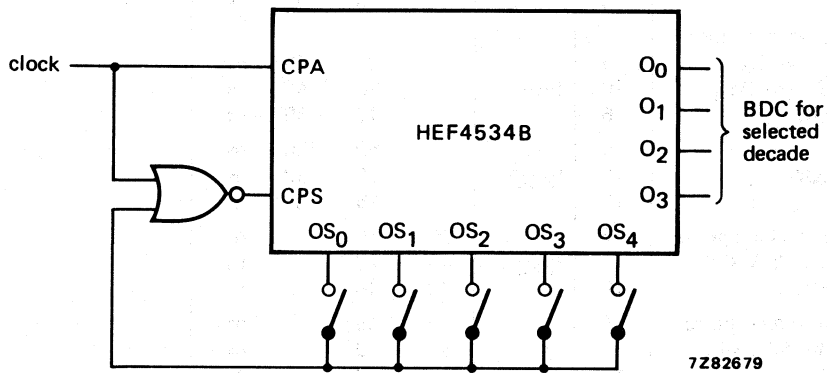 clock
CPA
HEF4534B
CPS
O0
O1
O2
O3
BDC for
selected
decade
OS0
OS1
OS2
OS3
OS4
7Z82679